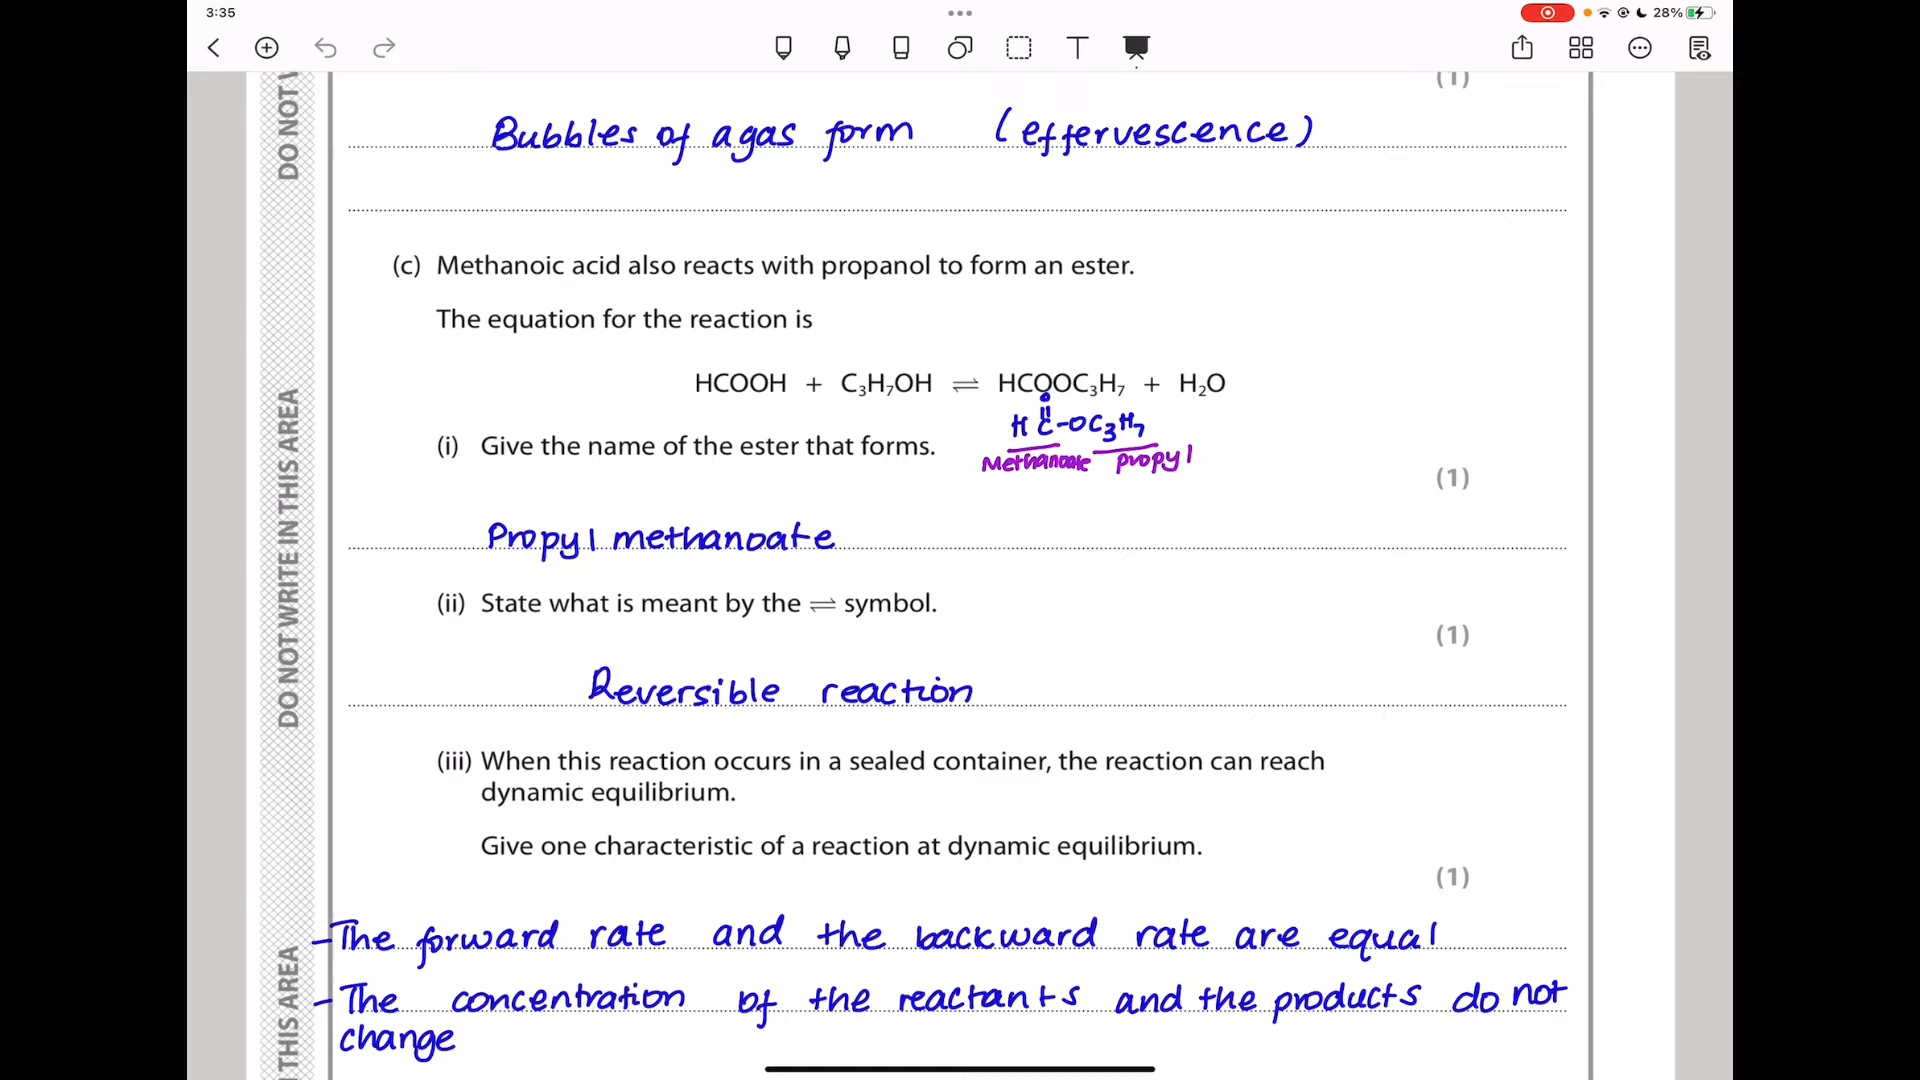 3:35
28%
(1)
Bubbles of a gas form (effervescence)
(c) Methanoic acid also reacts with propanol to form an ester.
The equation for the reaction is
HCOOH + C₃H₇OH ⇌ HCOOC₃H₇ + H₂O
O
H C-OC₃H₇
(i) Give the name of the ester that forms.
Methanoate propyl
(1)
Propyl methanoate
(ii) State what is meant by the ⇌ symbol.
(1)
Reversible reaction
(iii) When this reaction occurs in a sealed container, the reaction can reach
dynamic equilibrium.
Give one characteristic of a reaction at dynamic equilibrium.
(1)
- The forward rate and the backward rate are equal
- The concentration of the reactants and the products do not
change
DO NOT W
DO NOT WRITE IN THIS AREA
THIS AREA